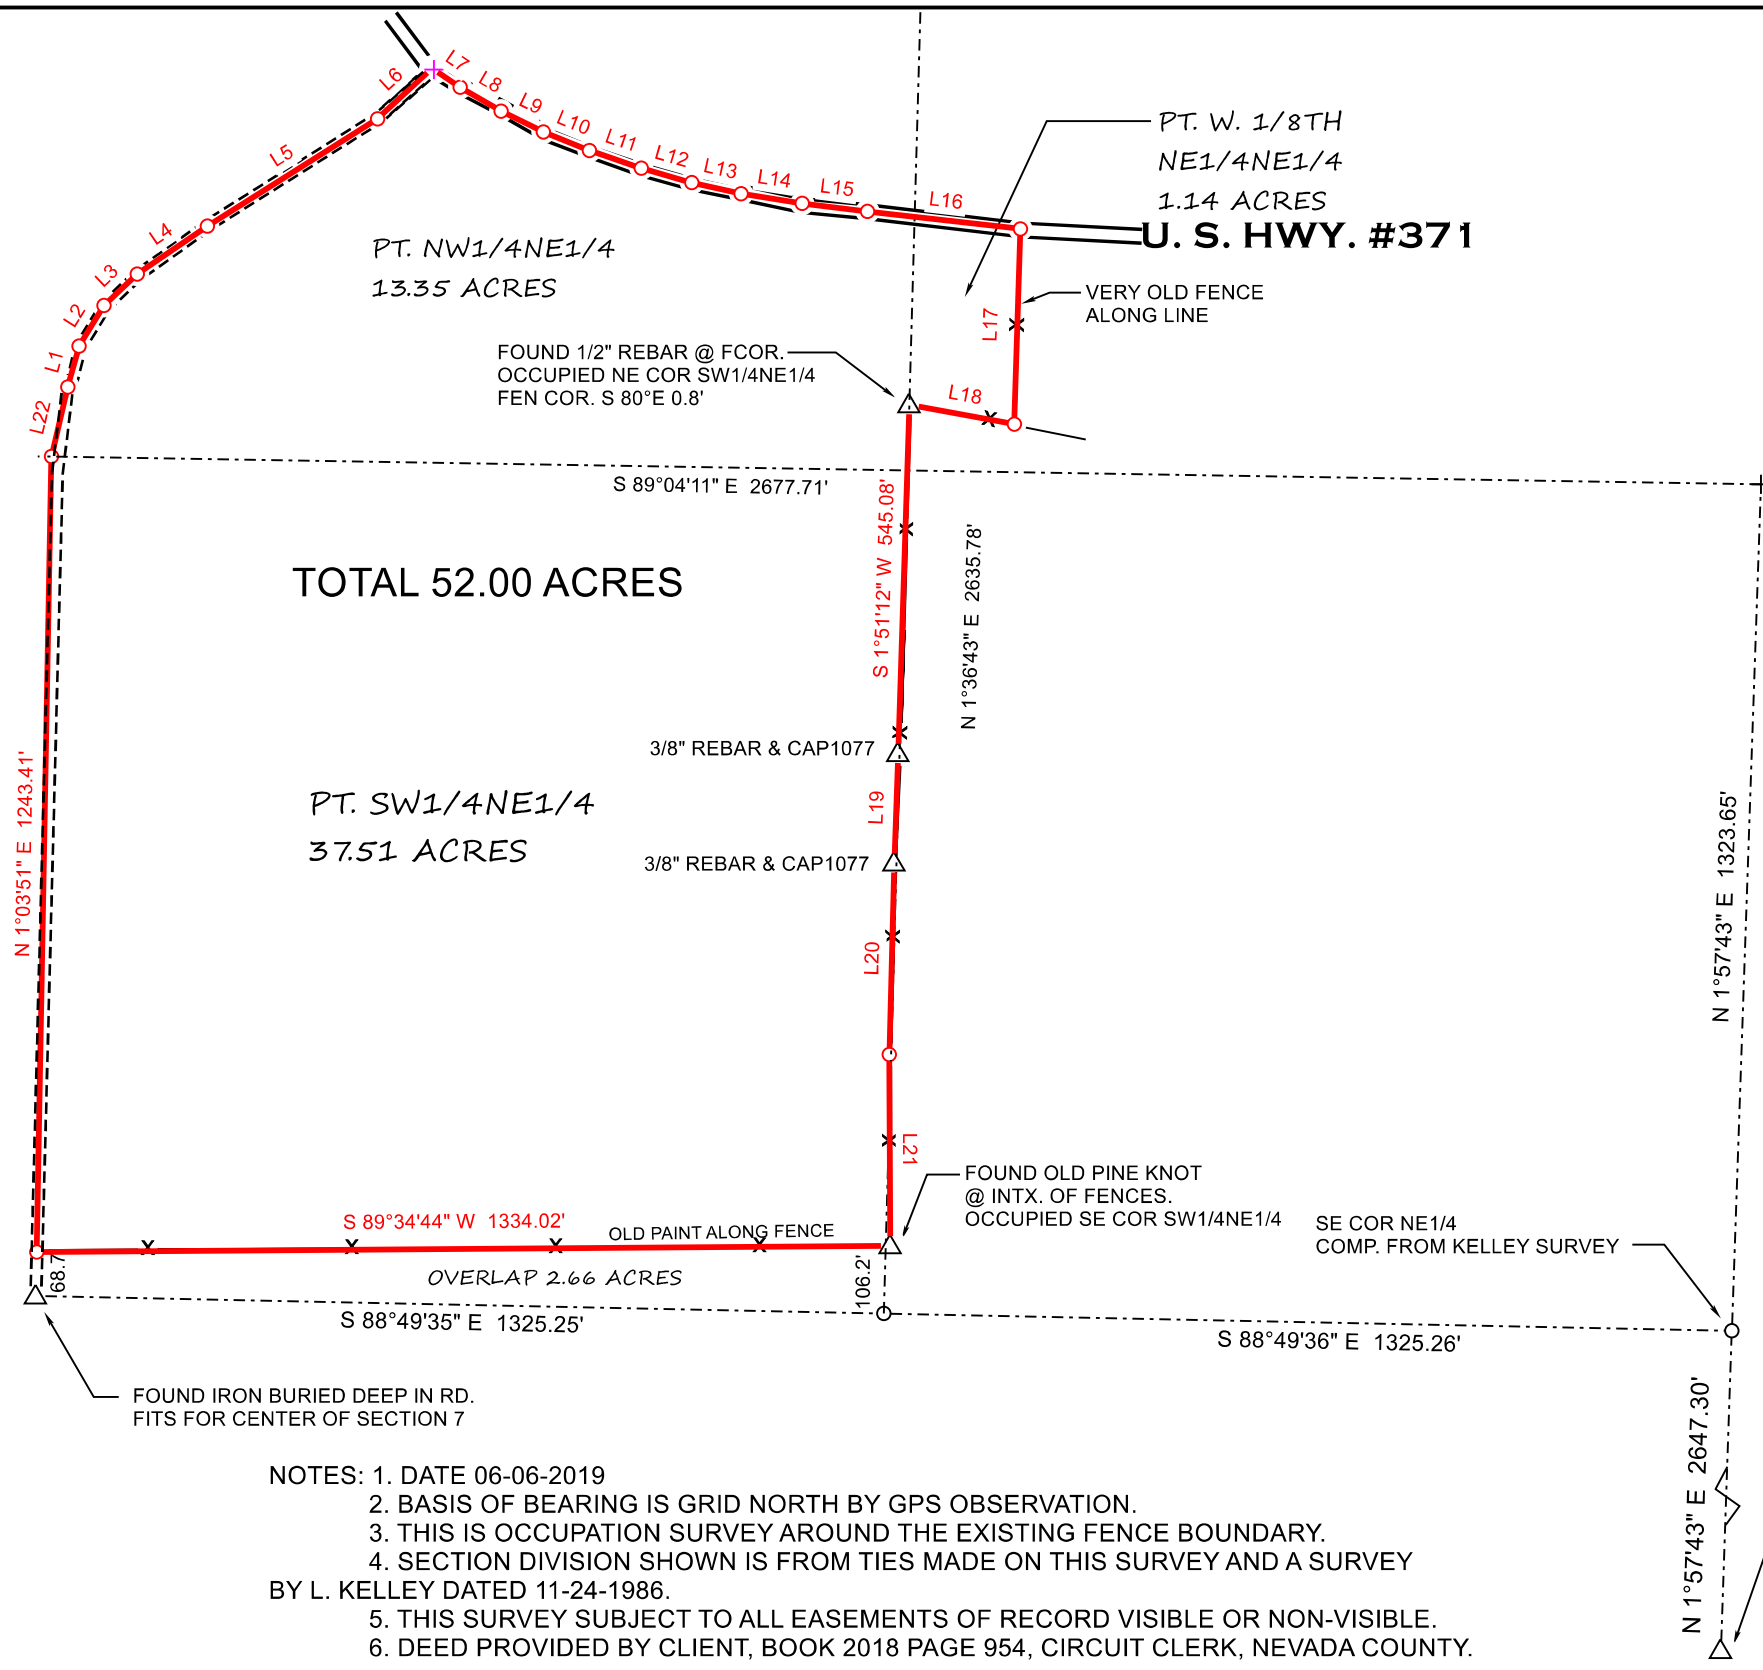 L6
L7
L8
L9
L10
L11
L12
L13
L14
L15
L16
L5
L4
L3
L2
L1
L22
PT. W. 1/8TH
NE1/4NE1/4
1.14 ACRES
U. S. HWY. #371
PT. NW1/4NE1/4
13.35 ACRES
VERY OLD FENCE
ALONG LINE
L17
FOUND 1/2" REBAR @ FCOR.
OCCUPIED NE COR SW1/4NE1/4
FEN COR. S 80°E 0.8'
L18
S 89°04'11" E 2677.71'
S 1°51'12" W 545.08'
N 1°36'43" E 2635.78'
TOTAL 52.00 ACRES
3/8" REBAR & CAP1077
L19
PT. SW1/4NE1/4
37.51 ACRES
3/8" REBAR & CAP1077
N 1°03'51" E 1243.41'
N 1°57'43" E 1323.65'
L20
L21
FOUND OLD PINE KNOT
@ INTX. OF FENCES.
OCCUPIED SE COR SW1/4NE1/4
SE COR NE1/4
COMP. FROM KELLEY SURVEY
S 89°34'44" W 1334.02'
OLD PAINT ALONG FENCE
68.7
OVERLAP 2.66 ACRES
106.2'
S 88°49'35" E 1325.25'
S 88°49'36" E 1325.26'
FOUND IRON BURIED DEEP IN RD.
FITS FOR CENTER OF SECTION 7
N 1°57'43" E 2647.30'
NOTES: 1. DATE 06-06-2019
2. BASIS OF BEARING IS GRID NORTH BY GPS OBSERVATION.
3. THIS IS OCCUPATION SURVEY AROUND THE EXISTING FENCE BOUNDARY.
4. SECTION DIVISION SHOWN IS FROM TIES MADE ON THIS SURVEY AND A SURVEY
BY L. KELLEY DATED 11-24-1986.
5. THIS SURVEY SUBJECT TO ALL EASEMENTS OF RECORD VISIBLE OR NON-VISIBLE.
6. DEED PROVIDED BY CLIENT, BOOK 2018 PAGE 954, CIRCUIT CLERK, NEVADA COUNTY.